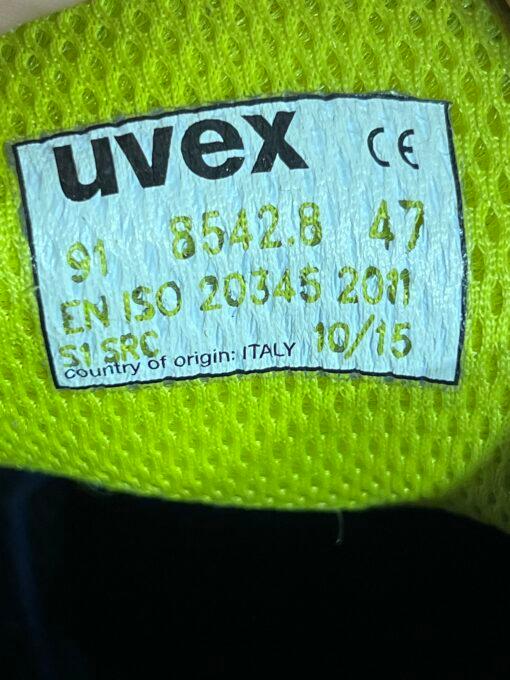 uvex CE
91 8542.8 47
EN ISO 20345 2011
S1 SRC 10/15
country of origin: ITALY